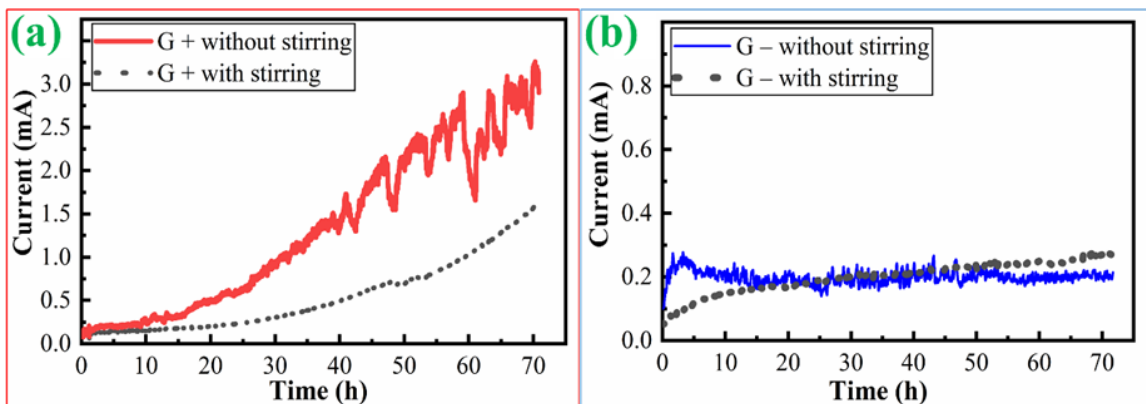 (a)
G + without stirring
G + with stirring
Current (mA)
3.0
2.5
2.0
1.5
1.0
0.5
0.0
0 10 20 30 40 50 60 70
Time (h)
(b)
G – without stirring
G – with stirring
Current (mA)
0.8
0.6
0.4
0.2
0.0
0 10 20 30 40 50 60 70
Time (h)